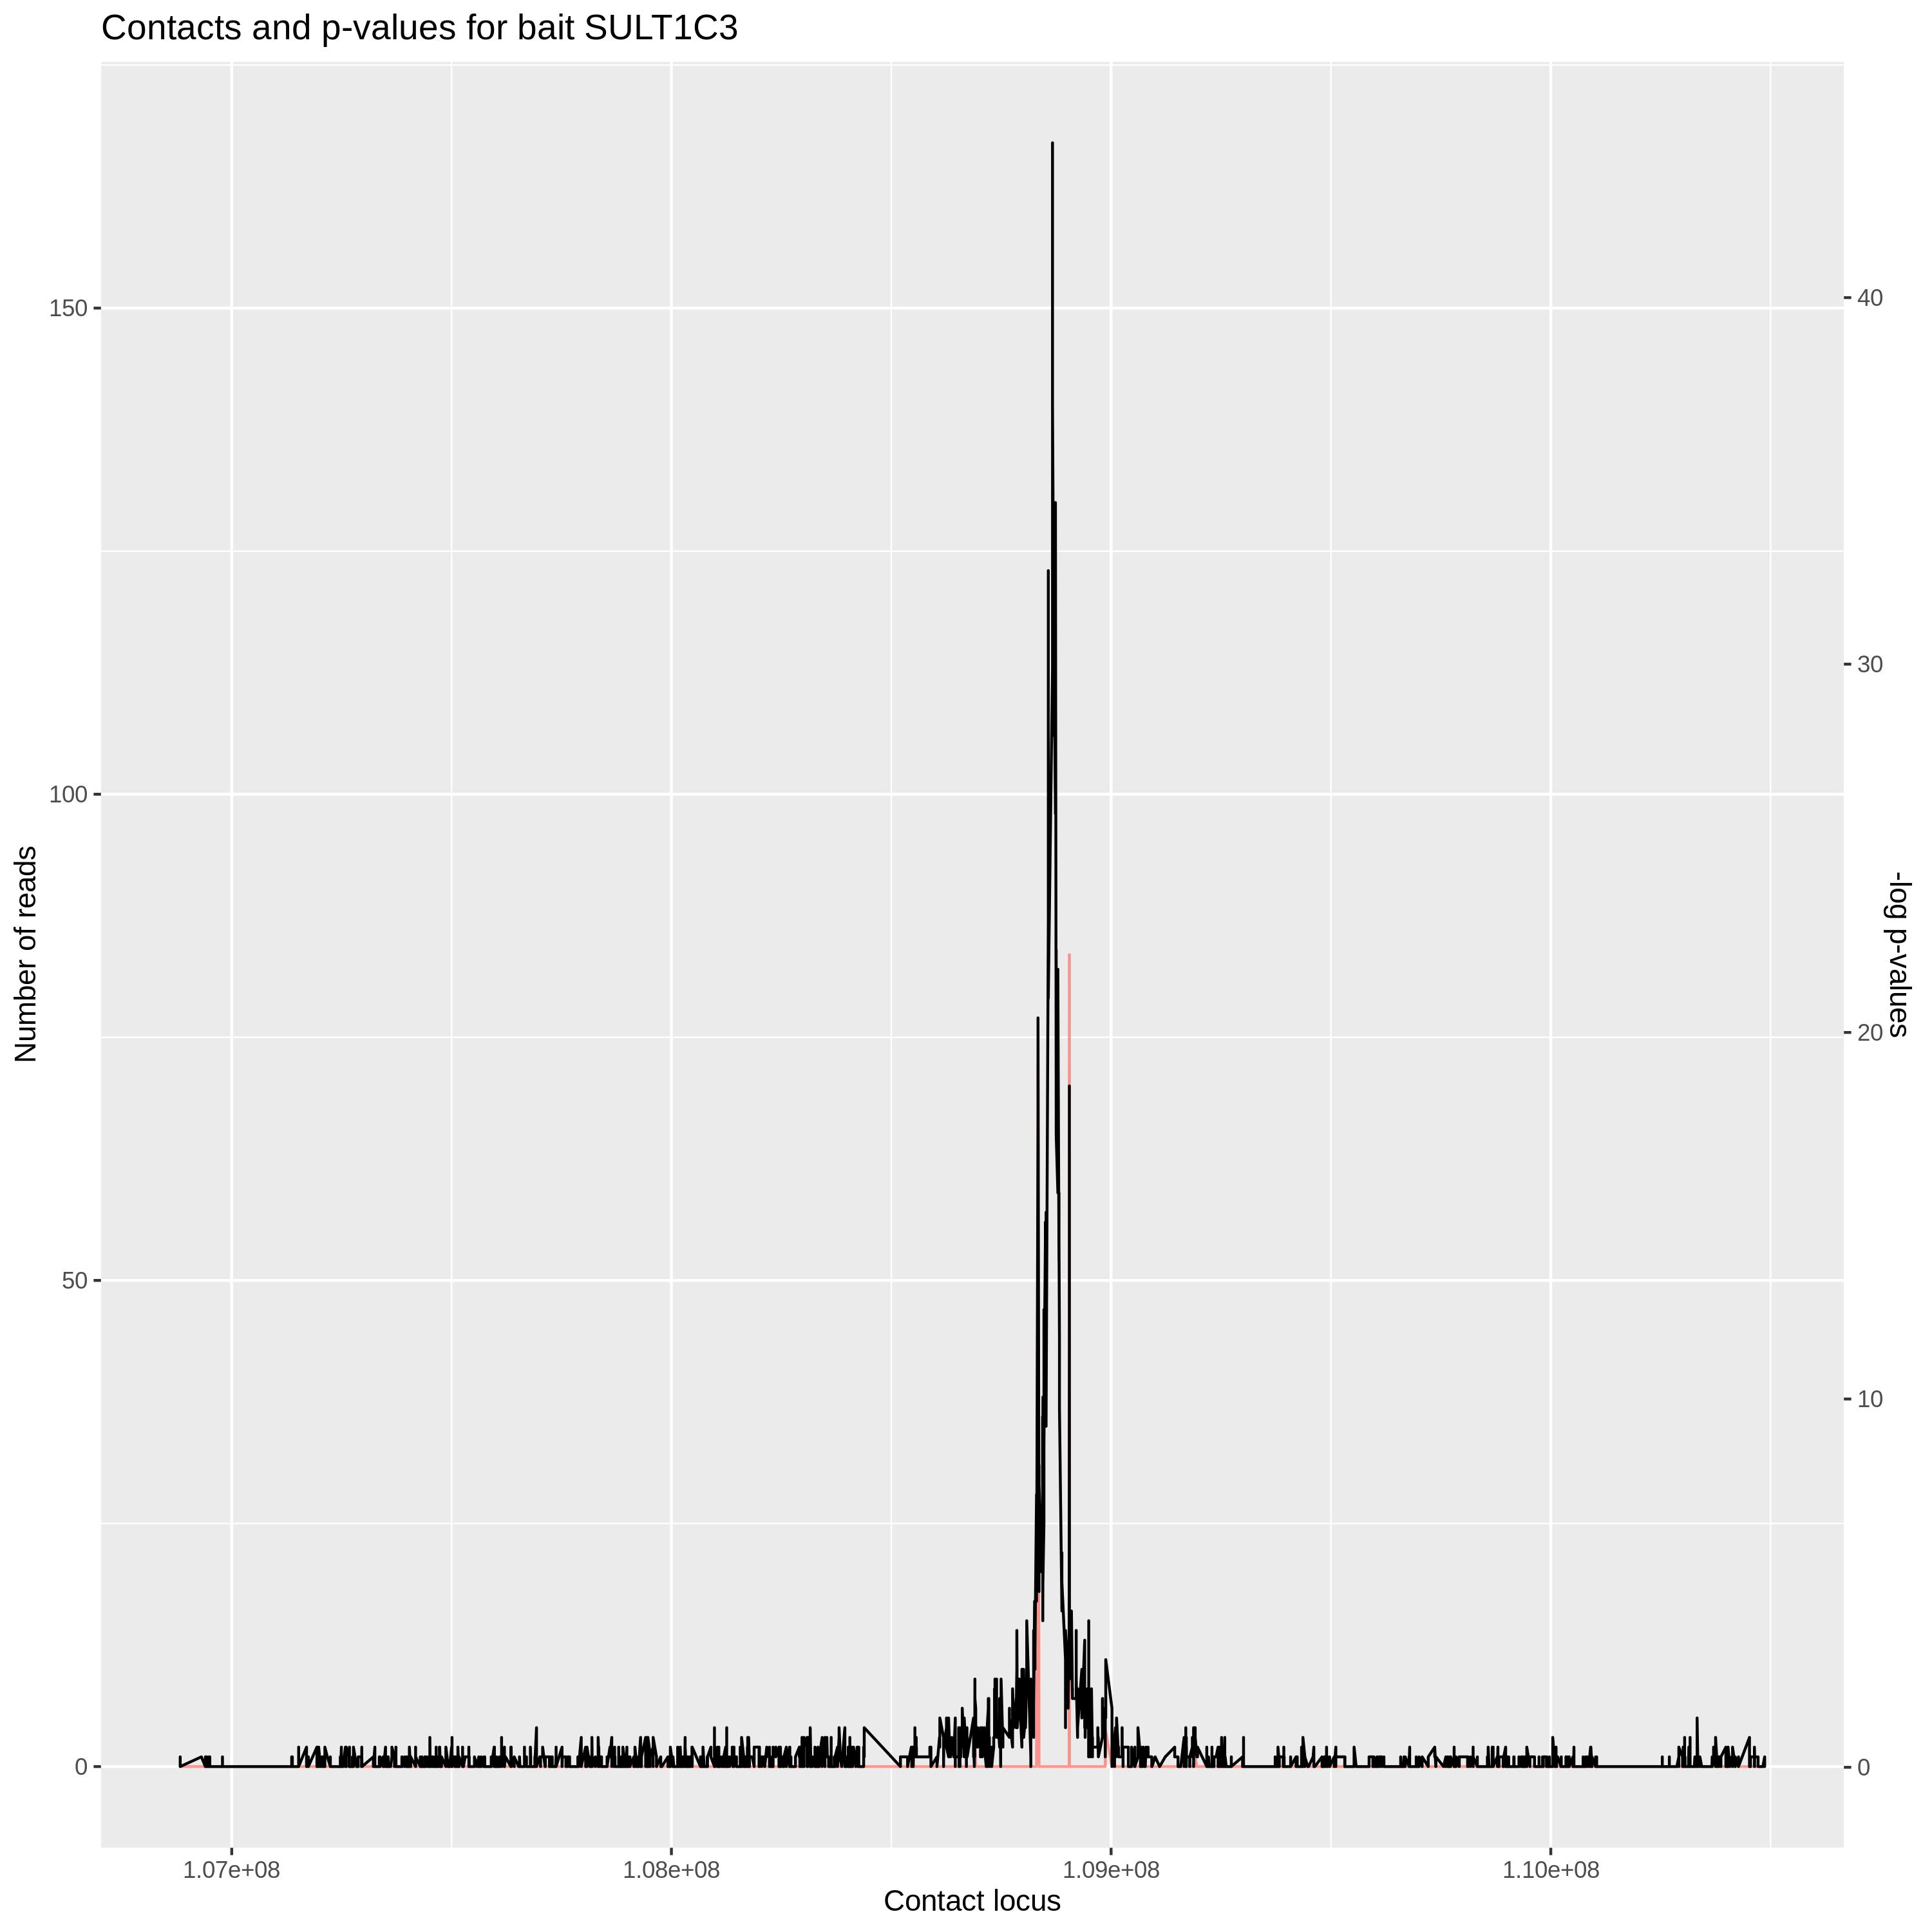 Contacts and p-values for bait SULT1C3
150
100
50
0
Number of reads
40
30
20
10
0
-log p-values
1.07e+08
1.08e+08
1.09e+08
1.10e+08
Contact locus